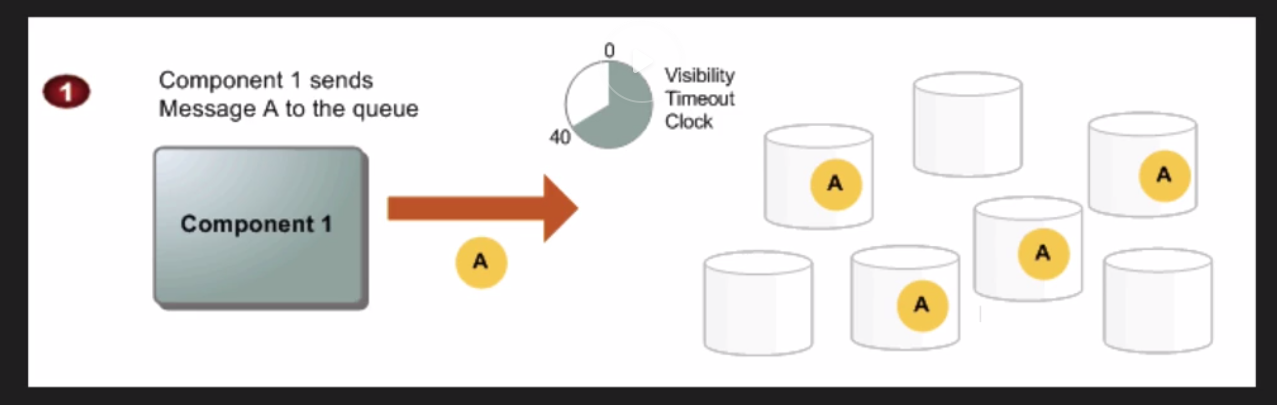 1
Component 1 sends
Message A to the queue
0
Visibility
Timeout
Clock
40
Component 1
A
A
A
A
A